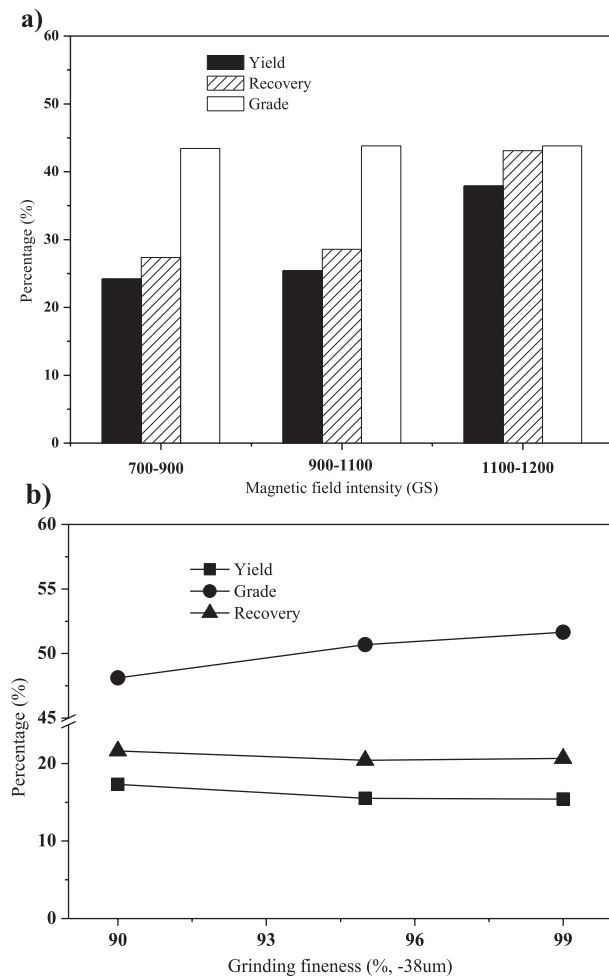 a)
60
50
40
30
20
10
0
Percentage (%)
Yield
Recovery
Grade
700-900
900-1100
1100-1200
Magnetic field intensity (GS)
b)
60
55
50
45
20
10
0
Percentage (%)
Yield
Grade
Recovery
90
93
96
99
Grinding fineness (%, -38um)